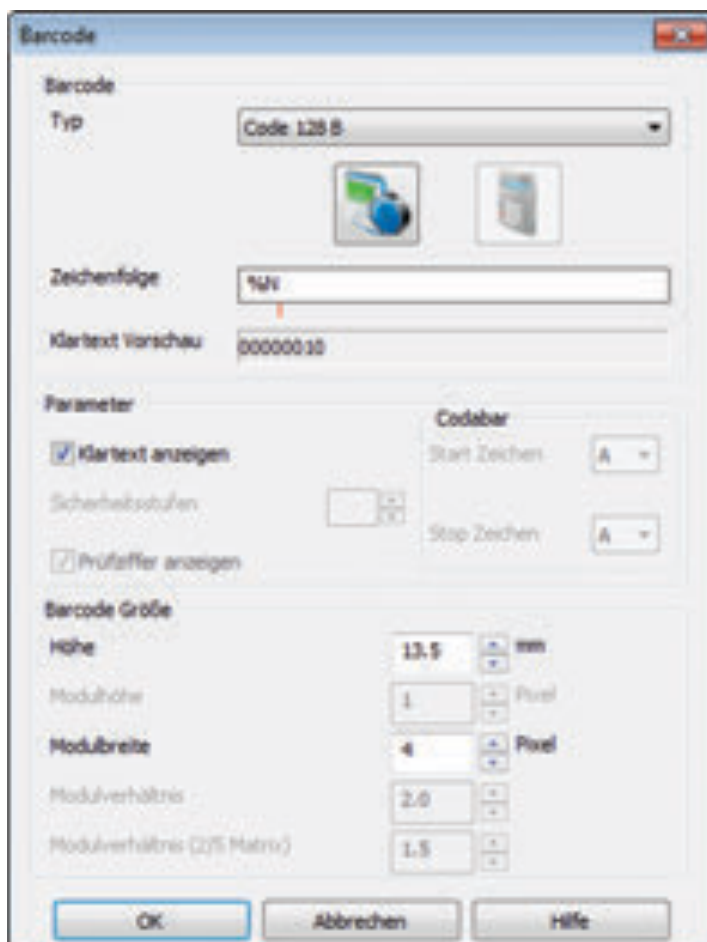 Barcode
Barcode
Typ
Code 128 B
Zeichenfolge
Klartext Vorschau
00000010
Parameter
Codabar
Klartext anzeigen
Start Zeichen
A
Sicherheitsstufen
Stop Zeichen
A
Prüfziffer anzeigen
Barcode Größe
Höhe
13.5
mm
Modulhöhe
1
Pixel
Modulbreite
4
Pixel
Modulverhältnis
2.0
Modulverhältnis (2/5 Matrix)
1.5
OK
Abbrechen
Hilfe